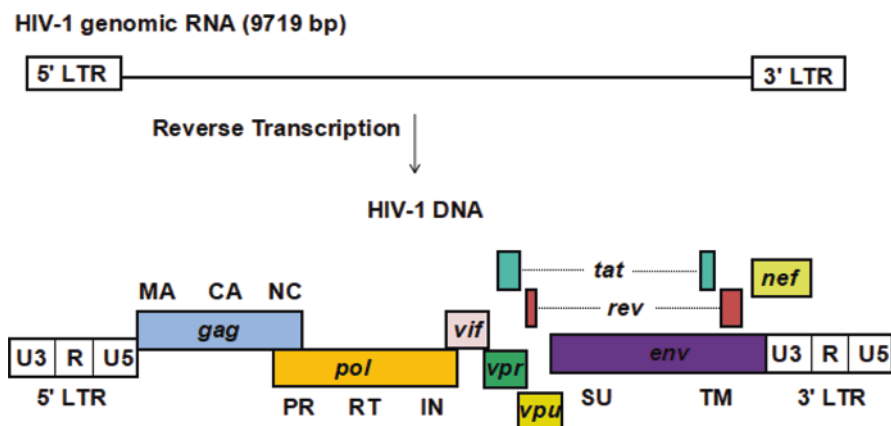 HIV-1 genomic RNA (9719 bp)
5' LTR 3' LTR
Reverse Transcription
HIV-1 DNA
tat nef
MA CA NC rev
gag vif
U3 R U5 pol vpr env U3 R U5
5' LTR PR RT IN vpu SU TM 3' LTR